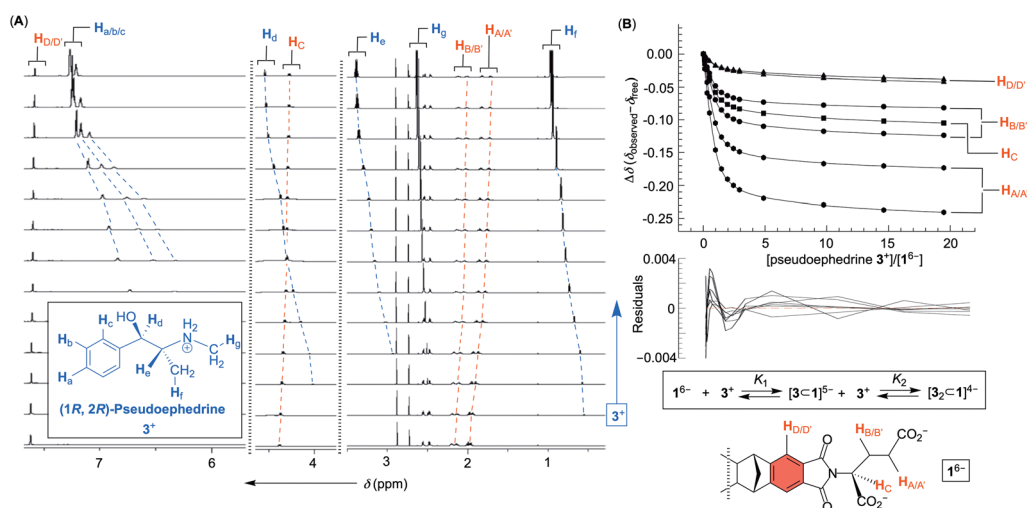 (A)
H_D/D'
H_a/b/c
H_d
H_C
H_e
H_g
H_B/B'
H_A/A'
H_f
HO
H_c
H_d
H_b
H_2
N
⊕
H_g
CH_2
H_a
H_e
CH_2
H_f
(1R, 2R)-Pseudoephedrine
3⁺
3⁺
7
6
4
3
2
1
δ (ppm)
(B)
0.00
−0.05
−0.10
−0.15
−0.20
−0.25
Δδ (δ_observed−δ_free)
H_D/D'
H_B/B'
H_C
H_A/A'
0
5
10
15
20
[pseudoephedrine 3⁺]/[1⁶⁻]
0.004
0
−0.004
Residuals
1⁶⁻ + 3⁺ K_1 [3⊂1]⁵⁻ + 3⁺ K_2 [3_2⊂1]⁴⁻
H_D/D'
H_B/B'
CO_2⁻
O
N
O
H_C
H_A/A'
CO_2⁻
1⁶⁻